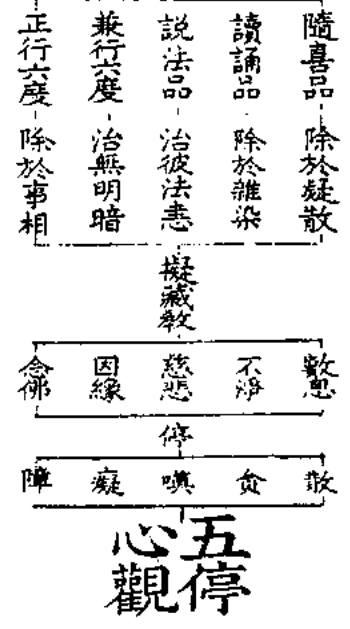 隨喜品
除於疑散
讀誦品
除於雜染
説法品
治彼法恚
兼行六度
治無明暗
正行六度
除於事相
擬藏教
數息
不淨
慈悲
因緣
念佛
停
散
貪
嗔
癡
障
五停
心觀